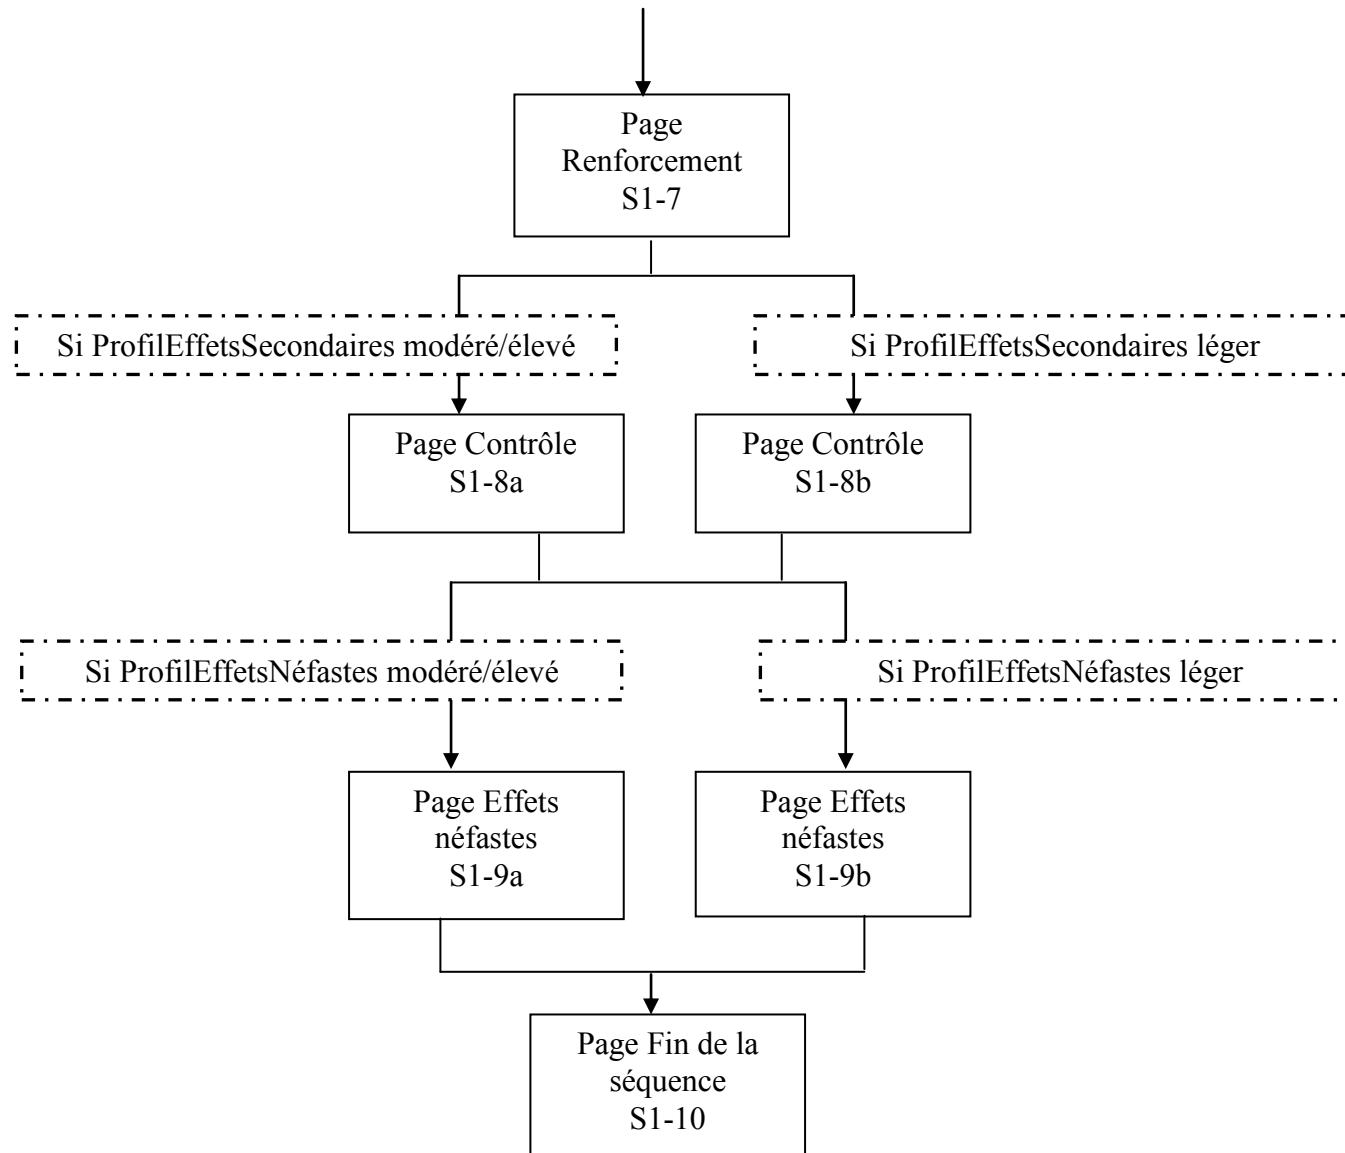 Page
Renforcement
S1-7
Si ProfilEffetsSecondaires modéré/élevé
Si ProfilEffetsSecondaires léger
Page Contrôle
S1-8a
Page Contrôle
S1-8b
Si ProfilEffetsNéfastes modéré/élevé
Si ProfilEffetsNéfastes léger
Page Effets
néfastes
S1-9a
Page Effets
néfastes
S1-9b
Page Fin de la
séquence
S1-10